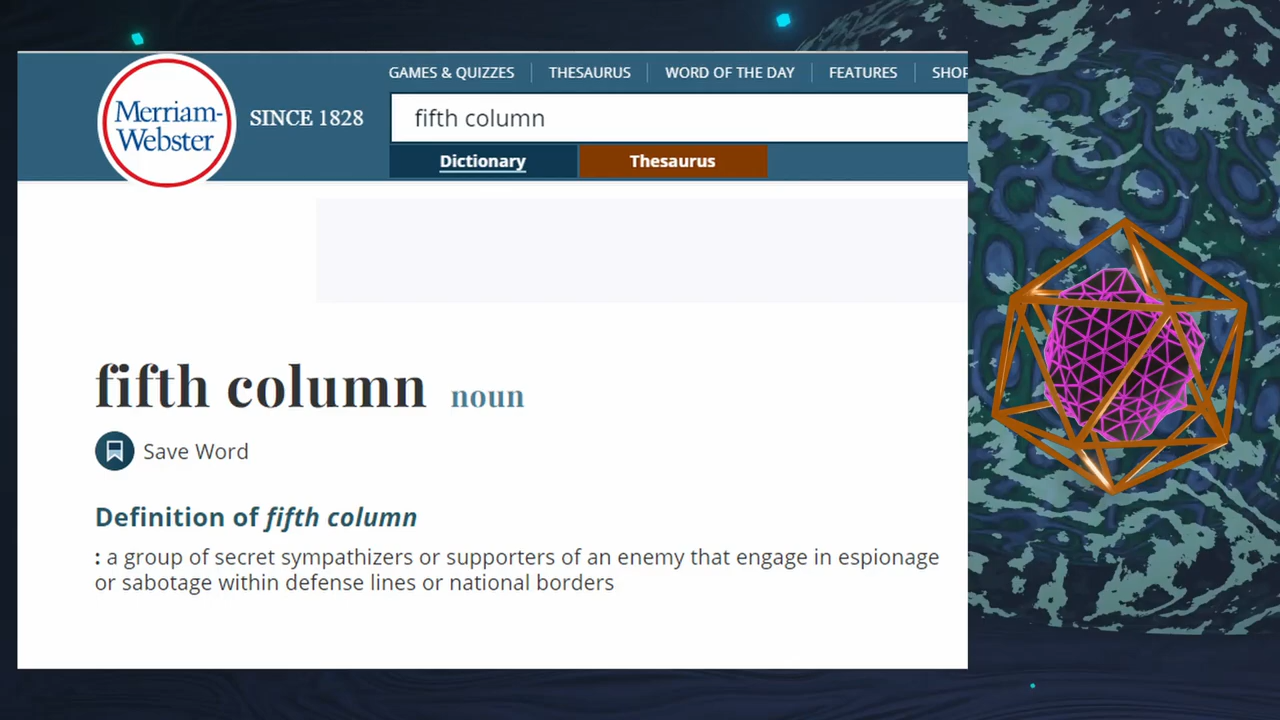 GAMES & QUIZZES THESAURUS WORD OF THE DAY FEATURES SHOP
Merriam-
Webster
SINCE 1828
fifth column
Dictionary Thesaurus
fifth column noun
Save Word
Definition of fifth column
: a group of secret sympathizers or supporters of an enemy that engage in espionage
or sabotage within defense lines or national borders